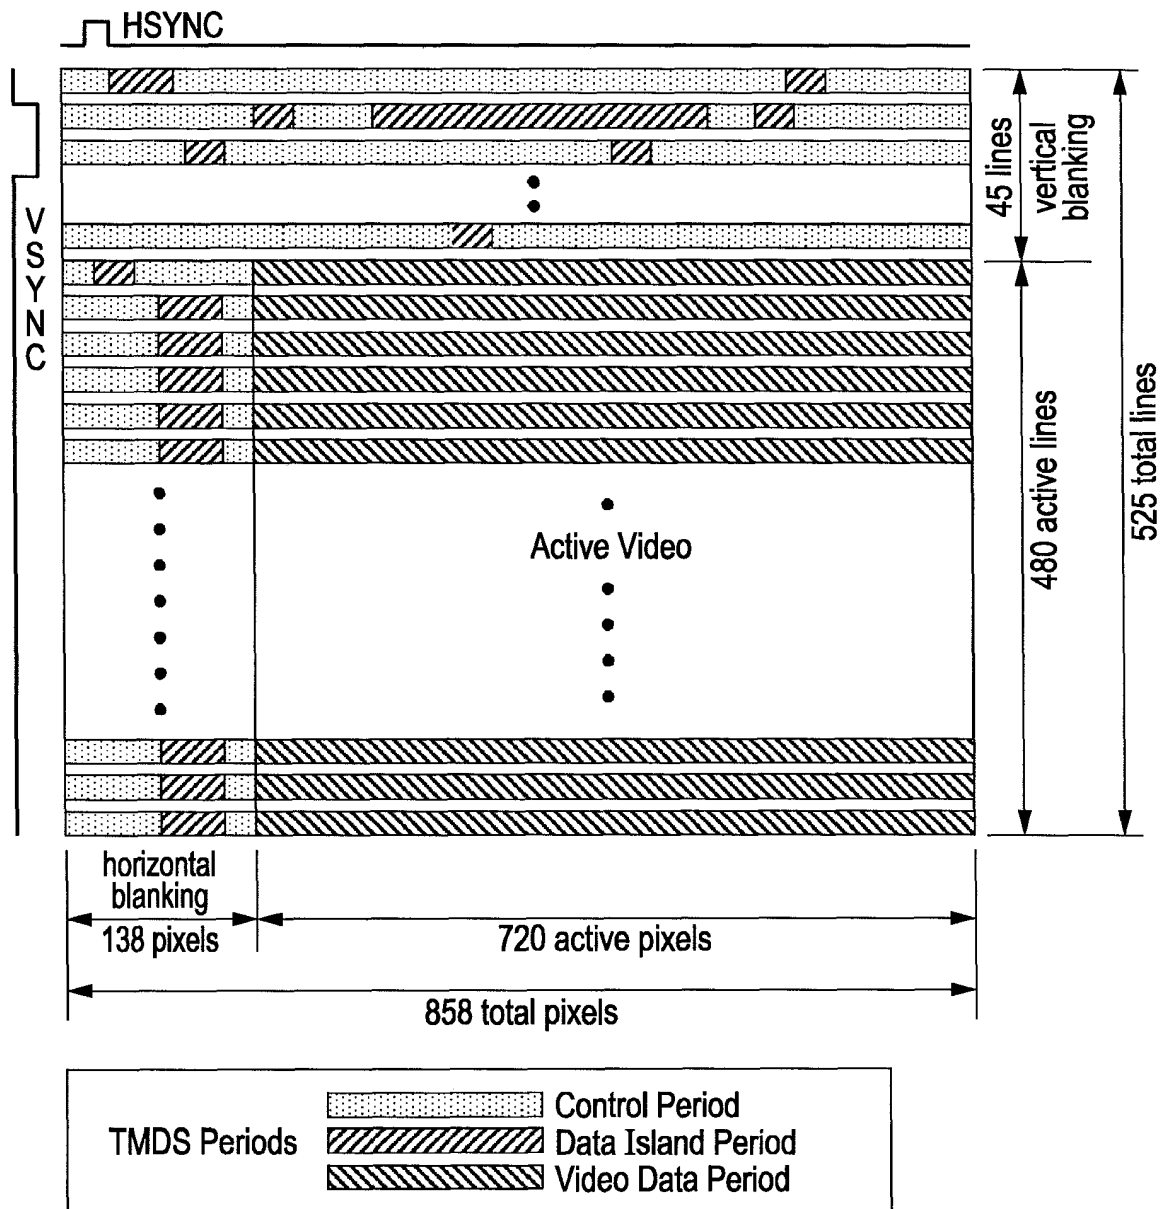 HSYNC
VSYNC
45 lines
vertical
blanking
480 active lines
525 total lines
Active Video
horizontal
blanking
138 pixels
720 active pixels
858 total pixels
TMDS Periods
Control Period
Data Island Period
Video Data Period